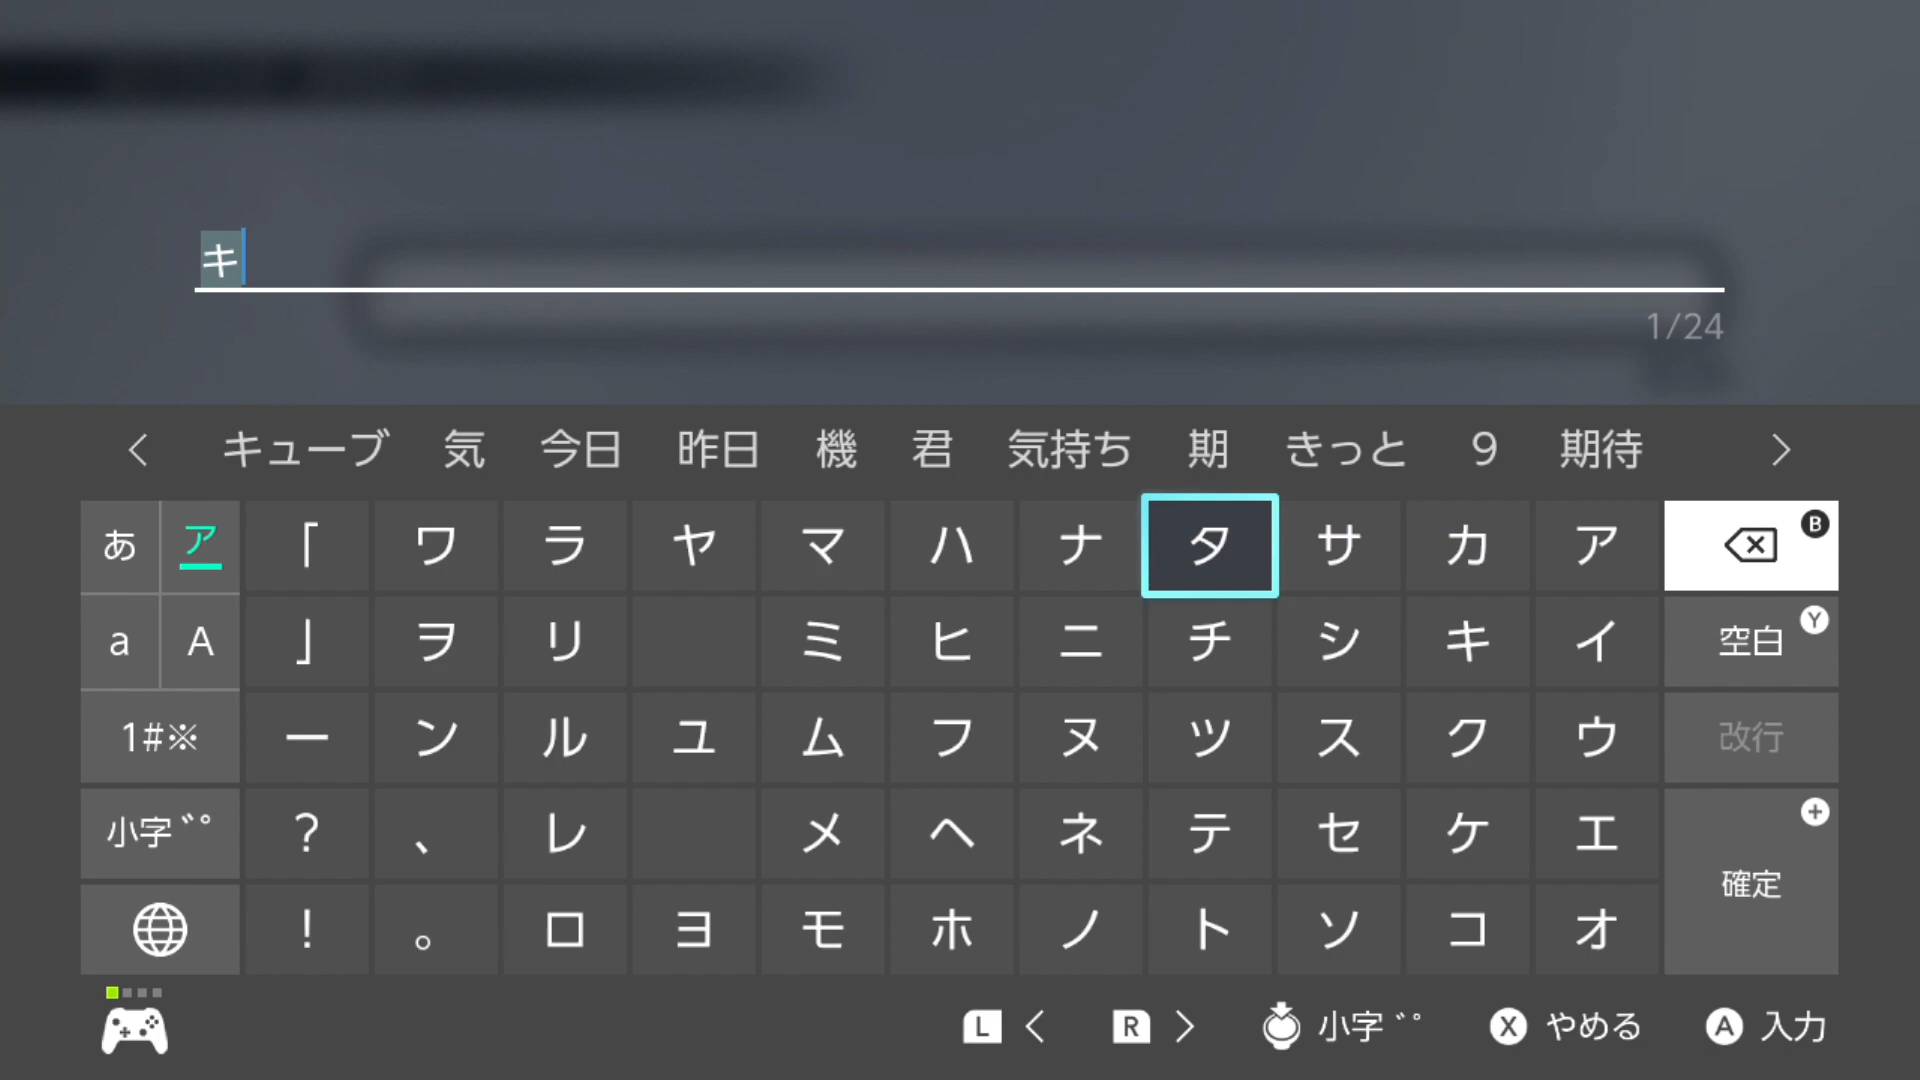 キ
1/24
キューブ 気 今日 昨日 機 君 気持ち 期 きっと 9 期待
あ ア 「 ワ ラ ヤ マ ハ ナ タ サ カ ア B
a A 」 ヲ リ ミ ヒ ニ チ シ キ イ 空白 Y
1#※ ー ン ル ユ ム フ ヌ ツ ス ク ウ 改行
小字゛゜ ? 、 レ メ ヘ ネ テ セ ケ エ 確定
! 。 ロ ヨ モ ホ ノ ト ソ コ オ
L R 小字゛゜ X やめる A 入力